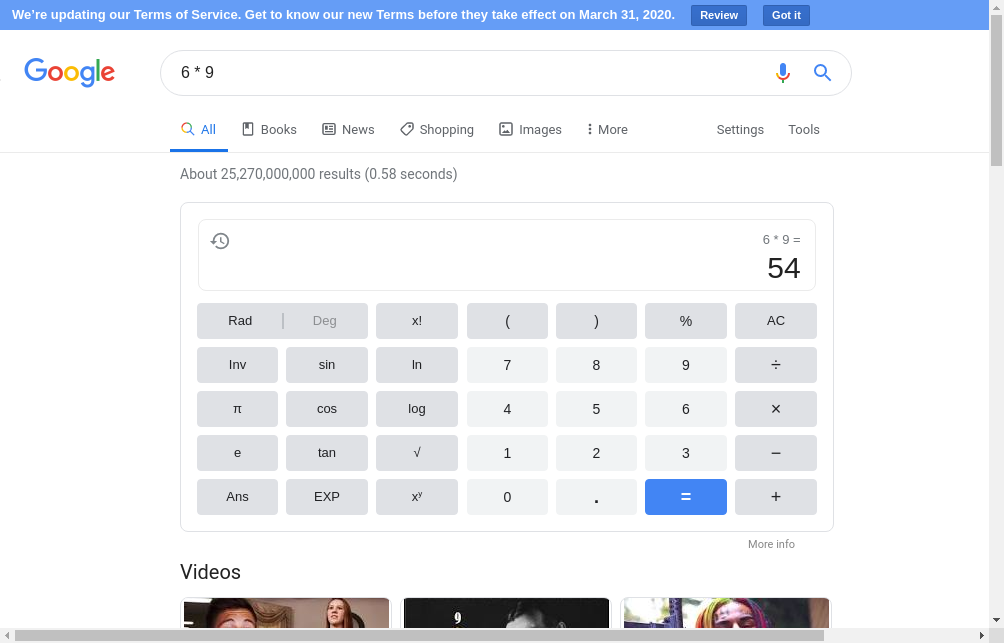 We're updating our Terms of Service. Get to know our new Terms before they take effect on March 31, 2020. Review Got it
Google
6 * 9
All Books News Shopping Images More Settings Tools
About 25,270,000,000 results (0.58 seconds)
6 * 9 =
54
Rad Deg x! ( ) % AC
Inv sin ln 7 8 9 ÷
π cos log 4 5 6 ×
e tan √ 1 2 3 −
Ans EXP xʸ 0 . = +
More info
Videos
9